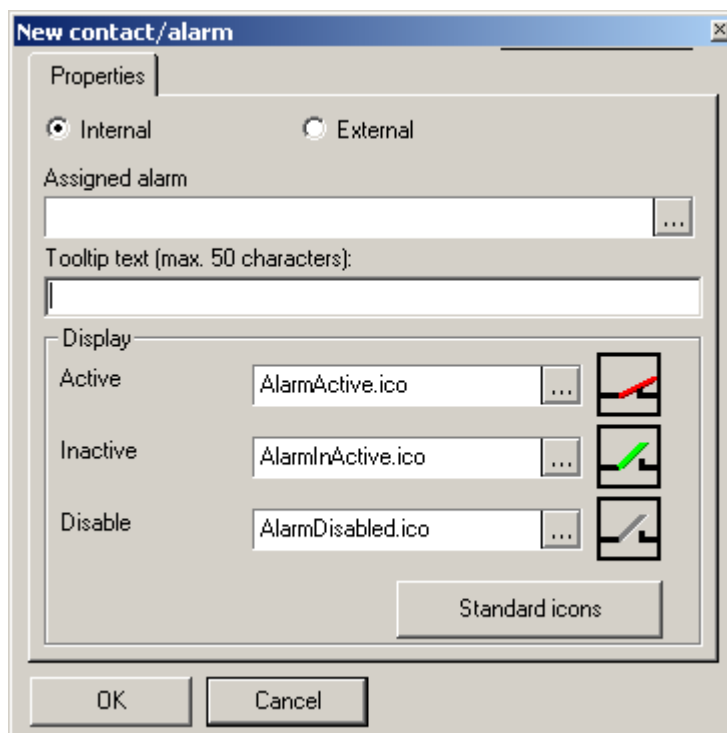 New contact/alarm
Properties
Internal External
Assigned alarm
...
Tooltip text (max. 50 characters):
Display
Active AlarmActive.ico ...
Inactive AlarmInActive.ico ...
Disable AlarmDisabled.ico ...
Standard icons
OK Cancel